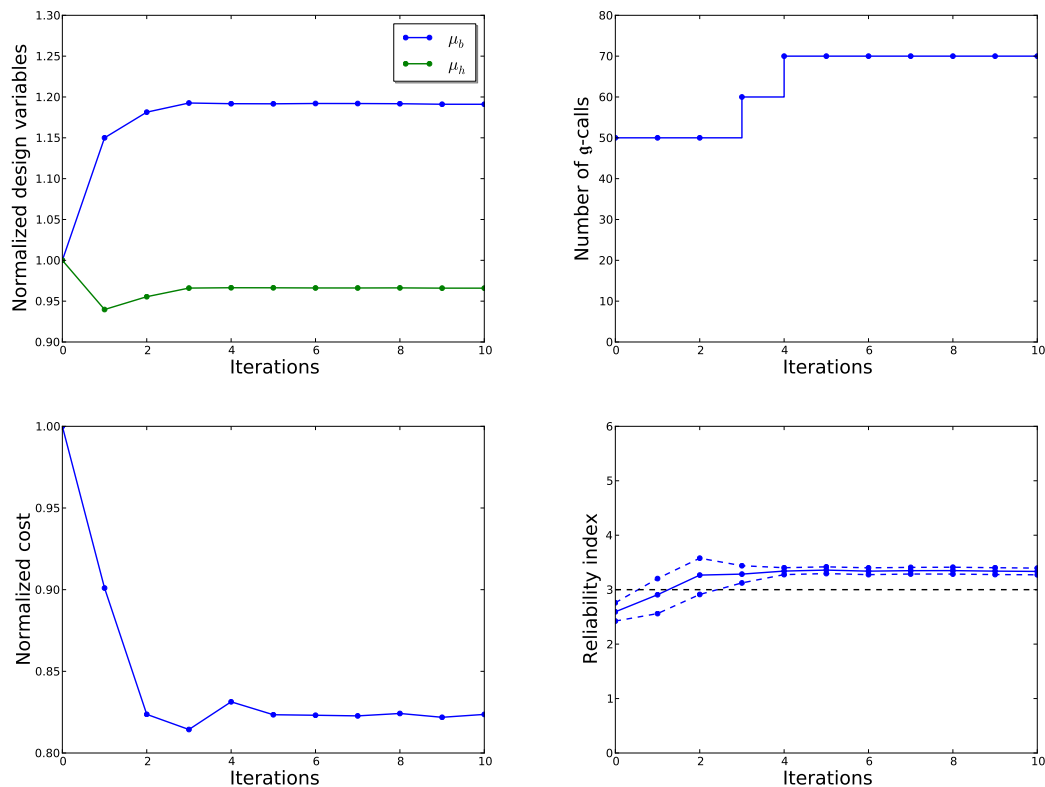 1.30
1.25
1.20
1.15
1.10
1.05
1.00
0.95
0.90
0 2 4 6 8 10
Normalized design variables
Iterations
μ_b
μ_h
80
70
60
50
40
30
20
10
0
0 2 4 6 8 10
Number of g-calls
Iterations
1.00
0.95
0.90
0.85
0.80
0 2 4 6 8 10
Normalized cost
Iterations
6
5
4
3
2
1
0
0 2 4 6 8 10
Reliability index
Iterations